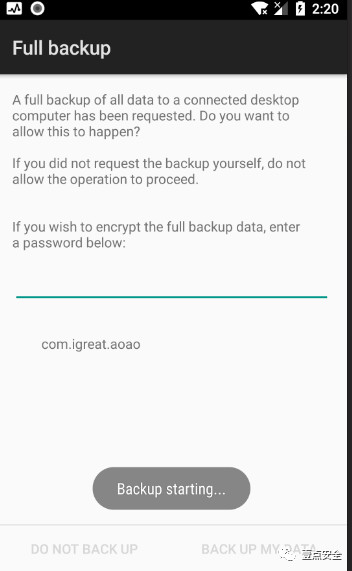 2:20
Full backup
A full backup of all data to a connected desktop
computer has been requested. Do you want to
allow this to happen?
If you did not request the backup yourself, do not
allow the operation to proceed.
If you wish to encrypt the full backup data, enter
a password below:
com.igreat.aoao
Backup starting...
DO NOT BACK UP
BACK UP MY DATA
壹点安全